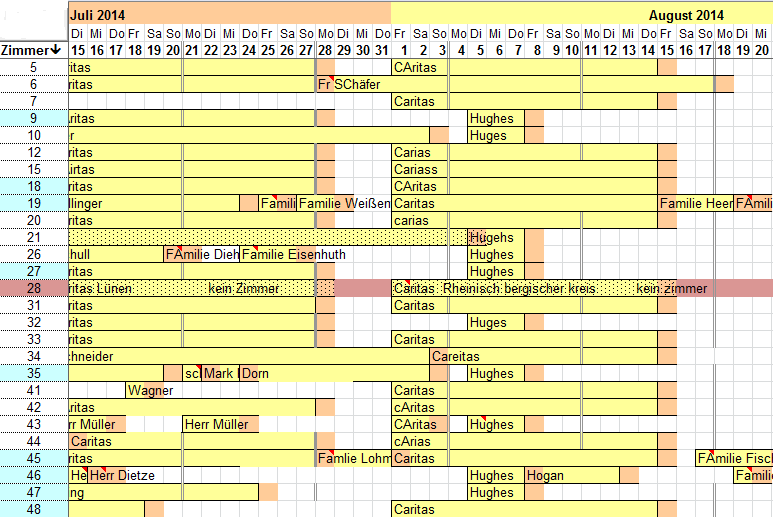 Juli 2014 August 2014
Di Mi Do Fr Sa So Mo Di Mi Do Fr Sa So Mo Di Mi Do Fr Sa So Mo Di Mi Do Fr Sa So Mo Di Mi Do Fr Sa So Mo Di Mi
Zimmer↓ 15 16 17 18 19 20 21 22 23 24 25 26 27 28 29 30 31 1 2 3 4 5 6 7 8 9 10 11 12 13 14 15 16 17 18 19 20
5 ritas CAritas
6 ritas Fr SChäfer
7 Caritas
9 ritas Hughes
10 r Huges
12 ritas Carias
15 irtas Cariass
18 ritas CAritas
19 llinger Famili Familie Weißen Caritas Familie Heer FAmili
20 ritas carias
21 Hugehs
26 hull FAmilie Dieh Familie Eisenhuth Hughes
27 ritas Hughes
28 ritas Lünen kein Zimmer Caritas Rheinisch bergischer kreis kein zimmer
31 ritas Caritas
32 ritas Huges
33 ritas Caritas
34 chneider Careitas
35 sc Mark Dorn Hughes
41 Wagner Caritas
42 ritas cAritas
43 rr Müller Herr Müller CAritas Hughes
44 Caritas cArias
45 ritas Famlie Lohm Caritas FAmilie Fisch
46 He Herr Dietze Hughes Hogan Famili
47 ng Hughes
48 Caritas